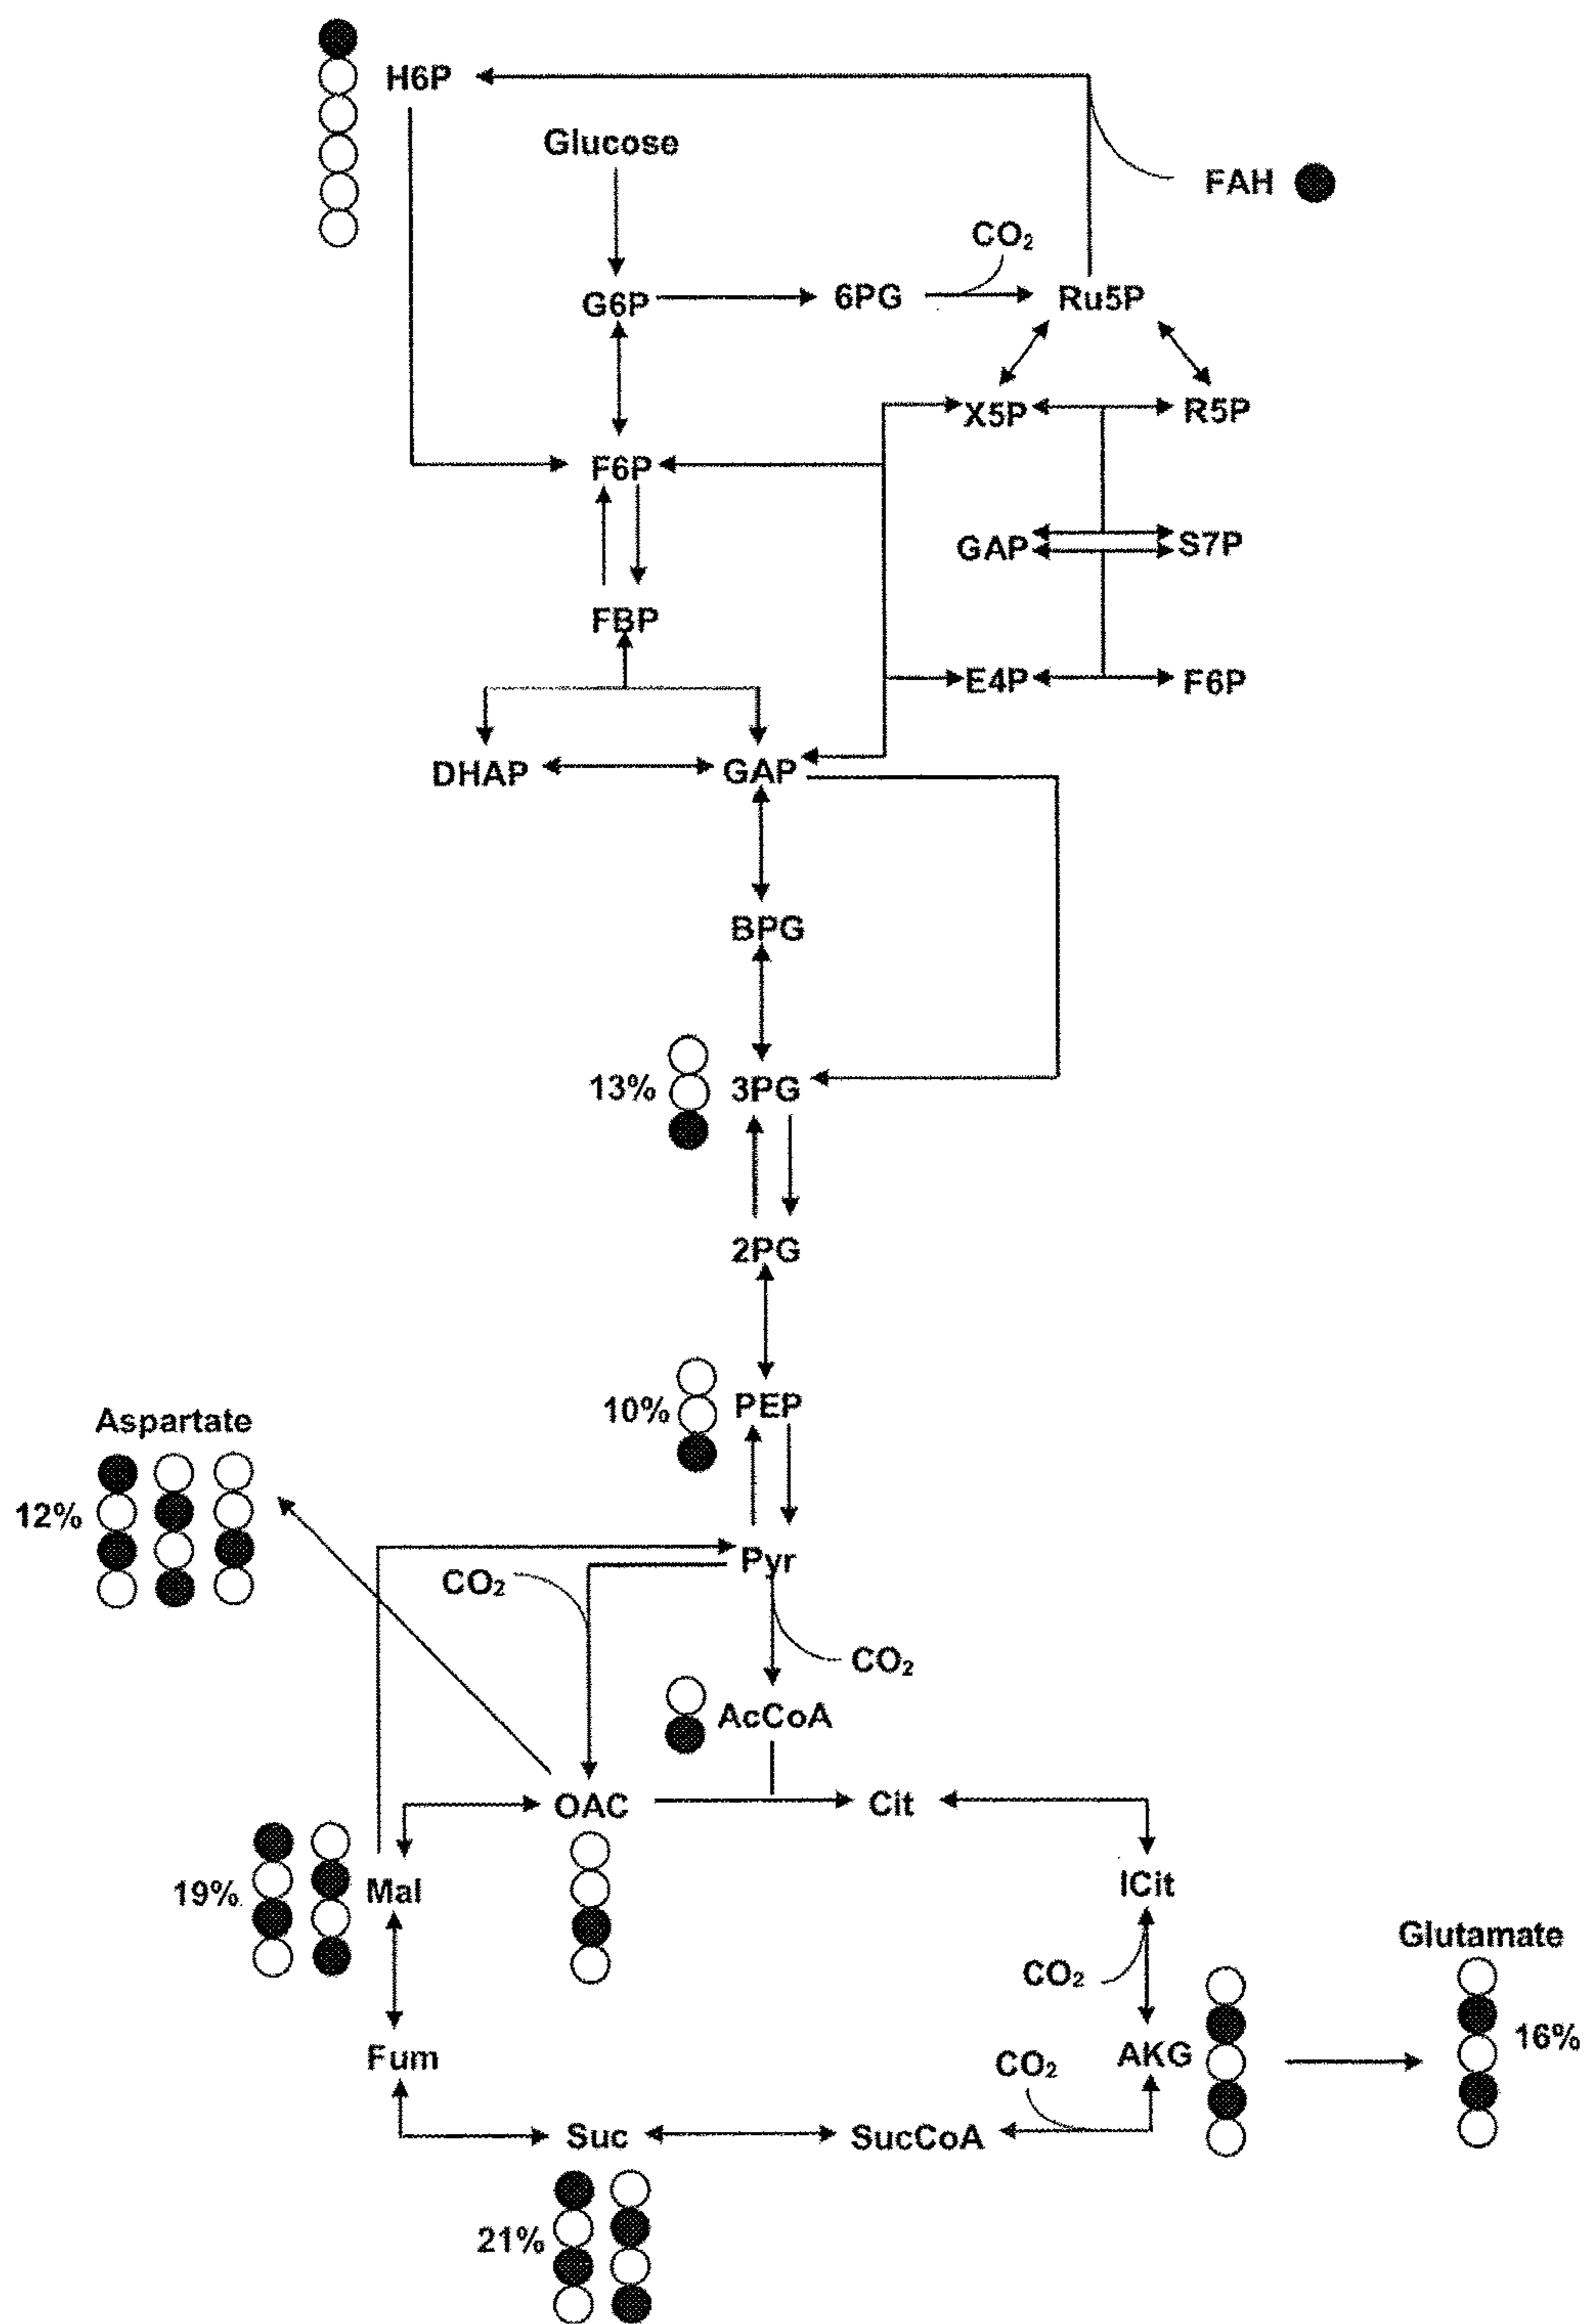 H6P
Glucose
FAH
CO₂
G6P
6PG
Ru5P
X5P
R5P
F6P
GAP
S7P
FBP
E4P
F6P
DHAP
GAP
BPG
13%
3PG
2PG
10%
PEP
Aspartate
12%
Pyr
CO₂
CO₂
AcCoA
OAC
Cit
19%
Mal
ICit
Glutamate
CO₂
16%
Fum
CO₂
AKG
Suc
SucCoA
21%